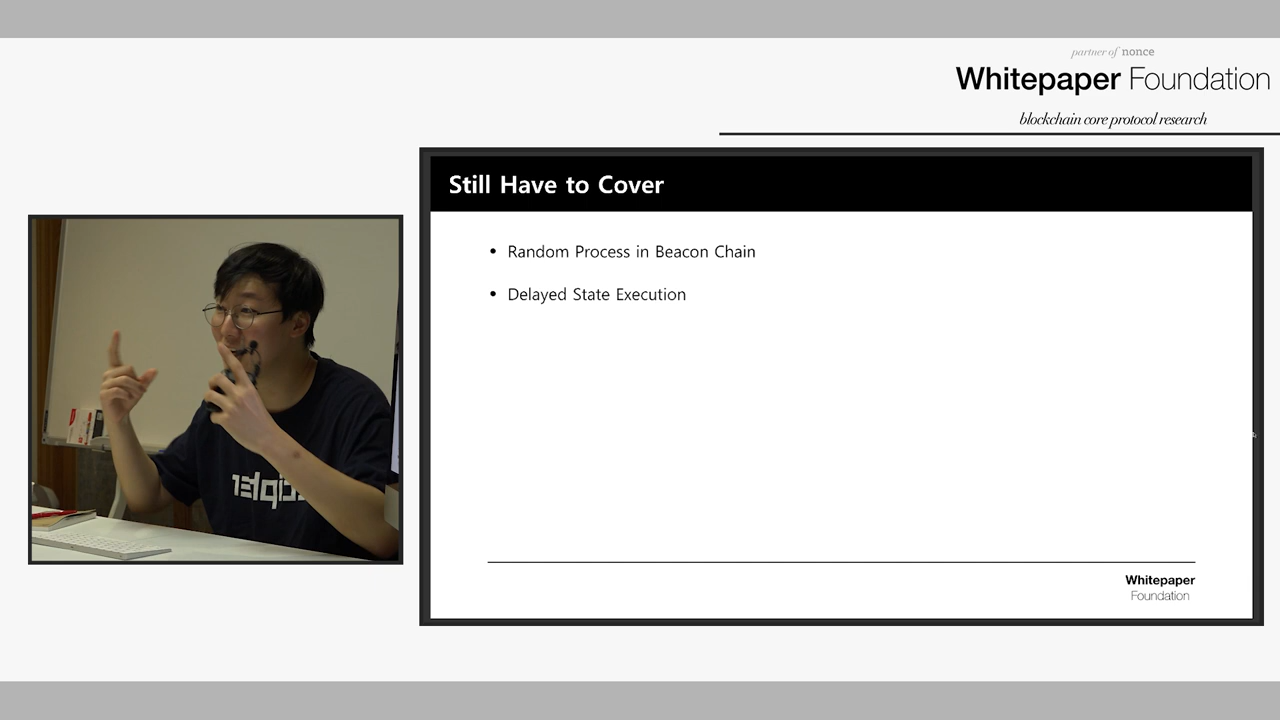 partner of nonce
Whitepaper Foundation
blockchain core protocol research
Still Have to Cover
• Random Process in Beacon Chain
• Delayed State Execution
Whitepaper
Foundation